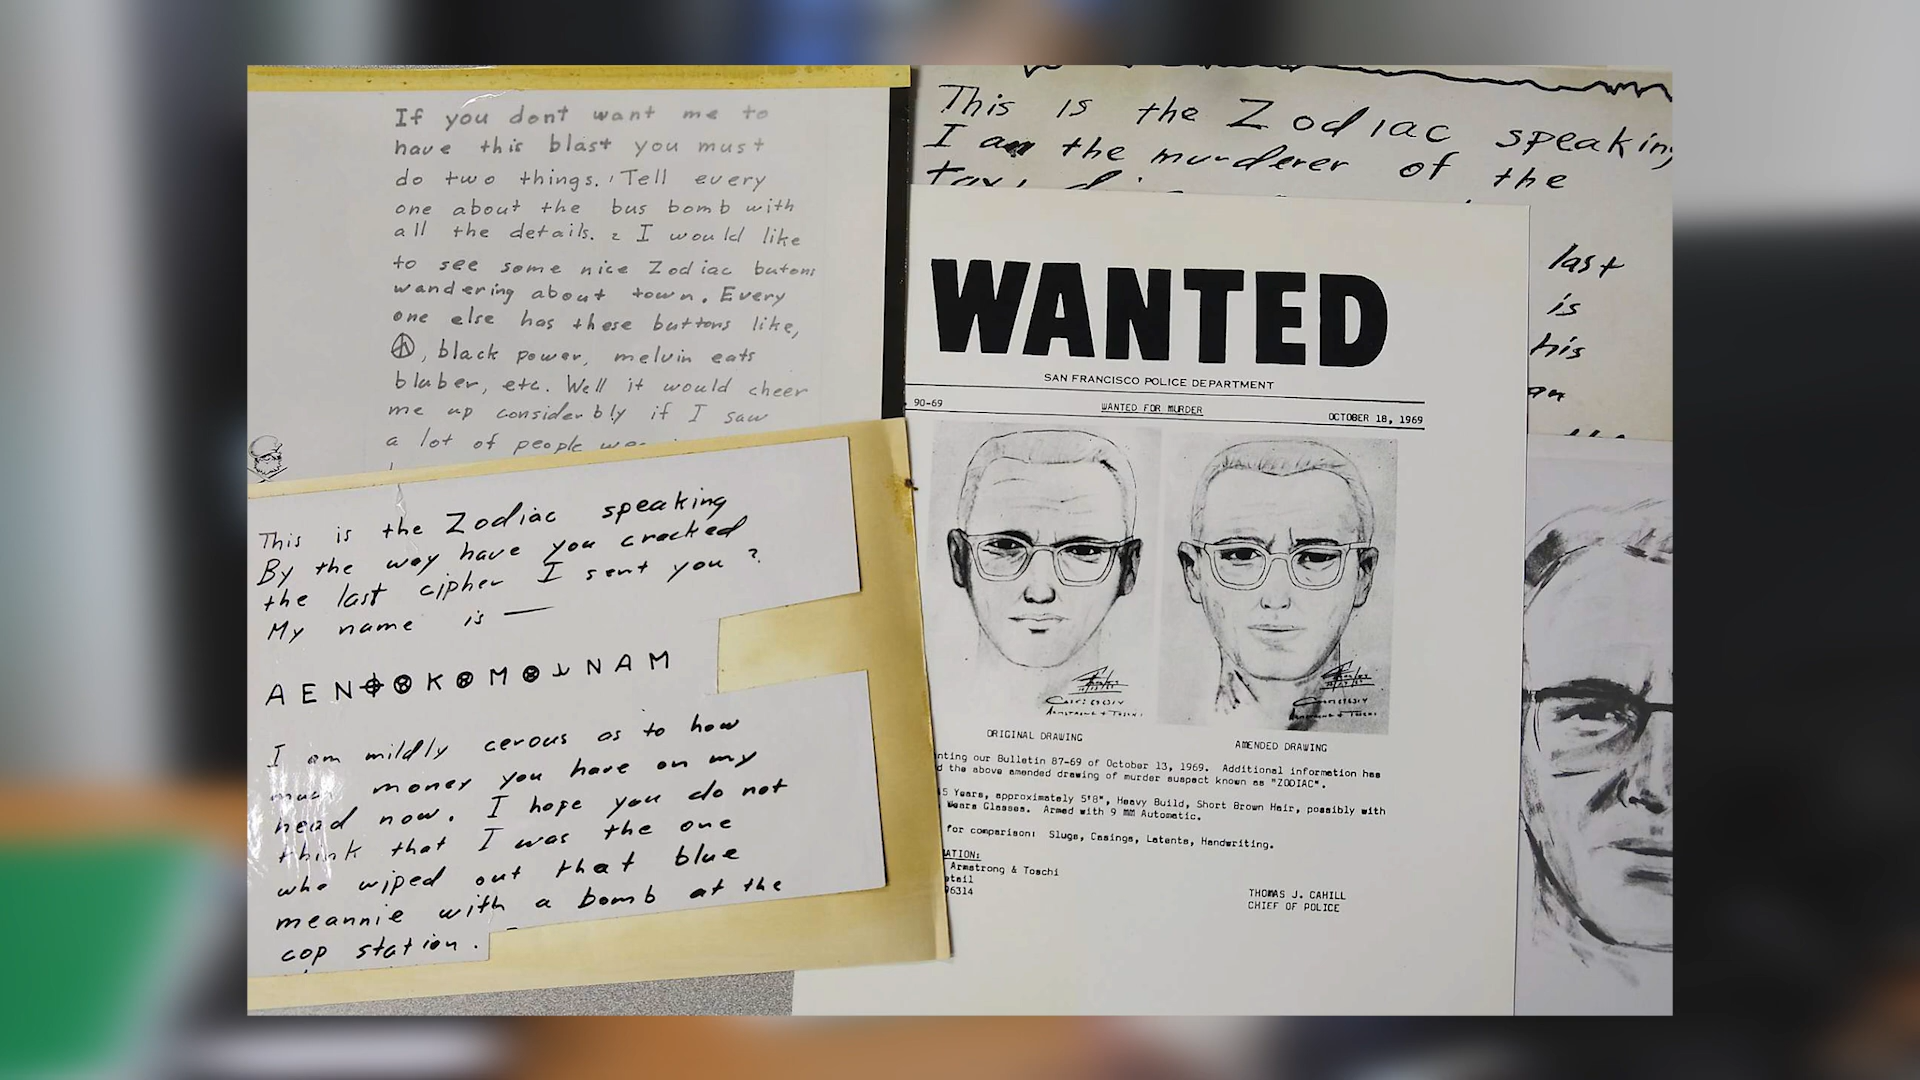 If you dont want me to
have this blast you must
do two things. 1 Tell every
one about the bus bomb with
all the details. 2 I would like
to see some nice Zodiac butons
wandering about town. Every
one else has these buttons like,
☮, black power, melvin eats
bluber, etc. Well it would cheer
me up considerbly if I saw
a lot of people
This is the Zodiac speaking
By the way have you cracked
the last cipher I sent you ?
My name is —
A E N ⌖ ⊗ K ⊗ M ⊗ ⅃ N A M
I am mildly cerous as to how
much money you have on my
head now. I hope you do not
think that I was the one
who wiped out that blue
meannie with a bomb at the
cop station.
This is the Zodiac speaking
I am the murderer of the
last
is
his
an
WANTED
SAN FRANCISCO POLICE DEPARTMENT
90-69 WANTED FOR MURDER OCTOBER 18, 1969
ORIGINAL DRAWING AMENDED DRAWING
nting our Bulletin 87-69 of October 13, 1969. Additional information has
d the above amended drawing of murder suspect known as "ZODIAC".
5 Years, approximately 5'8", Heavy Build, Short Brown Hair, possibly with
Wears Glasses. Armed with 9 MM Automatic.
for comparison: Slugs, Casings, Latents, Handwriting.
ATION:
Armstrong & Toschi
etail
96314
THOMAS J. CAHILL
CHIEF OF POLICE